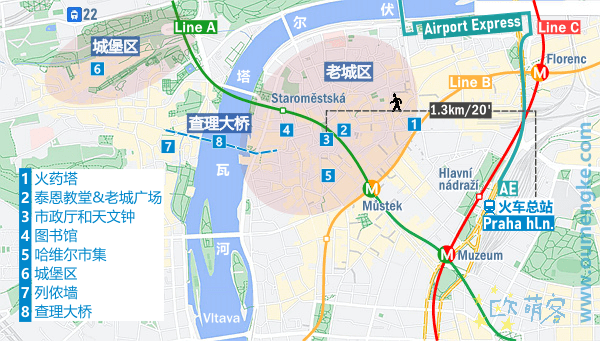 22
城堡区
6
Line A
塔
尔
伏
瓦
河
Vltava
Airport Express
Line C
老城区
M
Florenc
Line B
Staroměstská
1.3km/20'
查理大桥
4
3
2
1
7
8
5
M
Můstek
Hlavní
nádraží
AE
火车总站
Praha hl.n.
M
Muzeum
1 火药塔
2 泰恩教堂&老城广场
3 市政厅和天文钟
4 图书馆
5 哈维尔市集
6 城堡区
7 列侬墙
8 查理大桥
欧萌客
www.oumengke.com